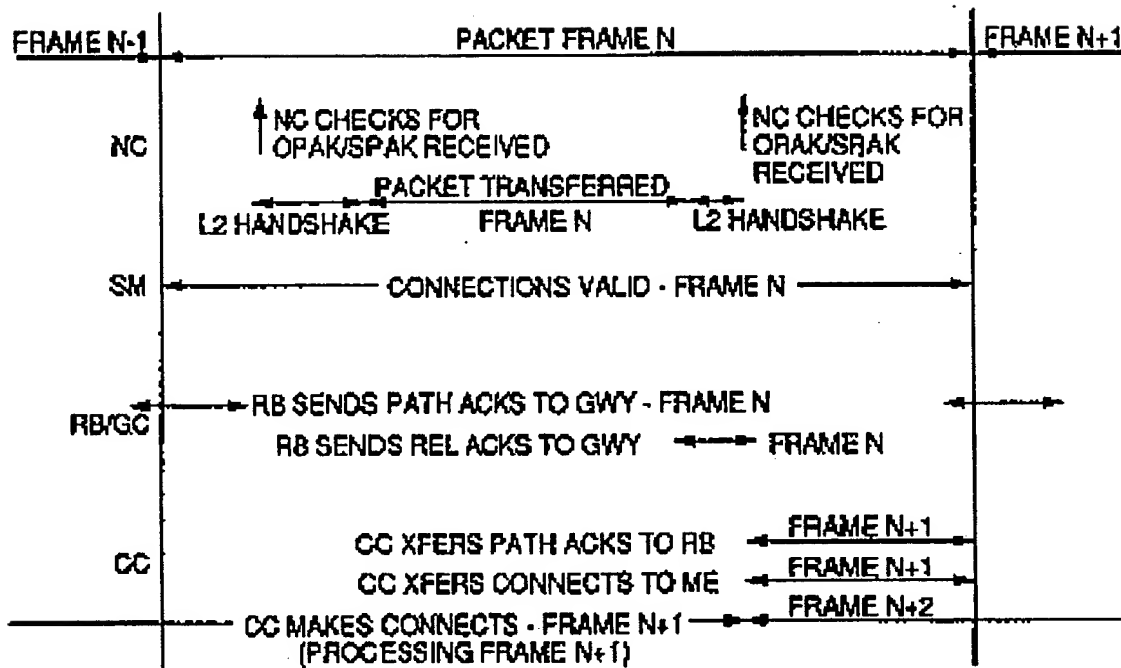 FRAME N-1
PACKET FRAME N
FRAME N+1
NC
NC CHECKS FOR
OPAK/SPAK RECEIVED
NC CHECKS FOR
OPAK/SPAK
RECEIVED
PACKET TRANSFERRED
L2 HANDSHAKE
FRAME N
L2 HANDSHAKE
SM
CONNECTIONS VALID - FRAME N
RB/GC
RB SENDS PATH ACKS TO GWY - FRAME N
RB SENDS REL ACKS TO GWY
FRAME N
CC
CC XFERS PATH ACKS TO RB
FRAME N+1
CC XFERS CONNECTS TO ME
FRAME N+1
CC MAKES CONNECTS - FRAME N+1
FRAME N+2
(PROCESSING FRAME N+1)